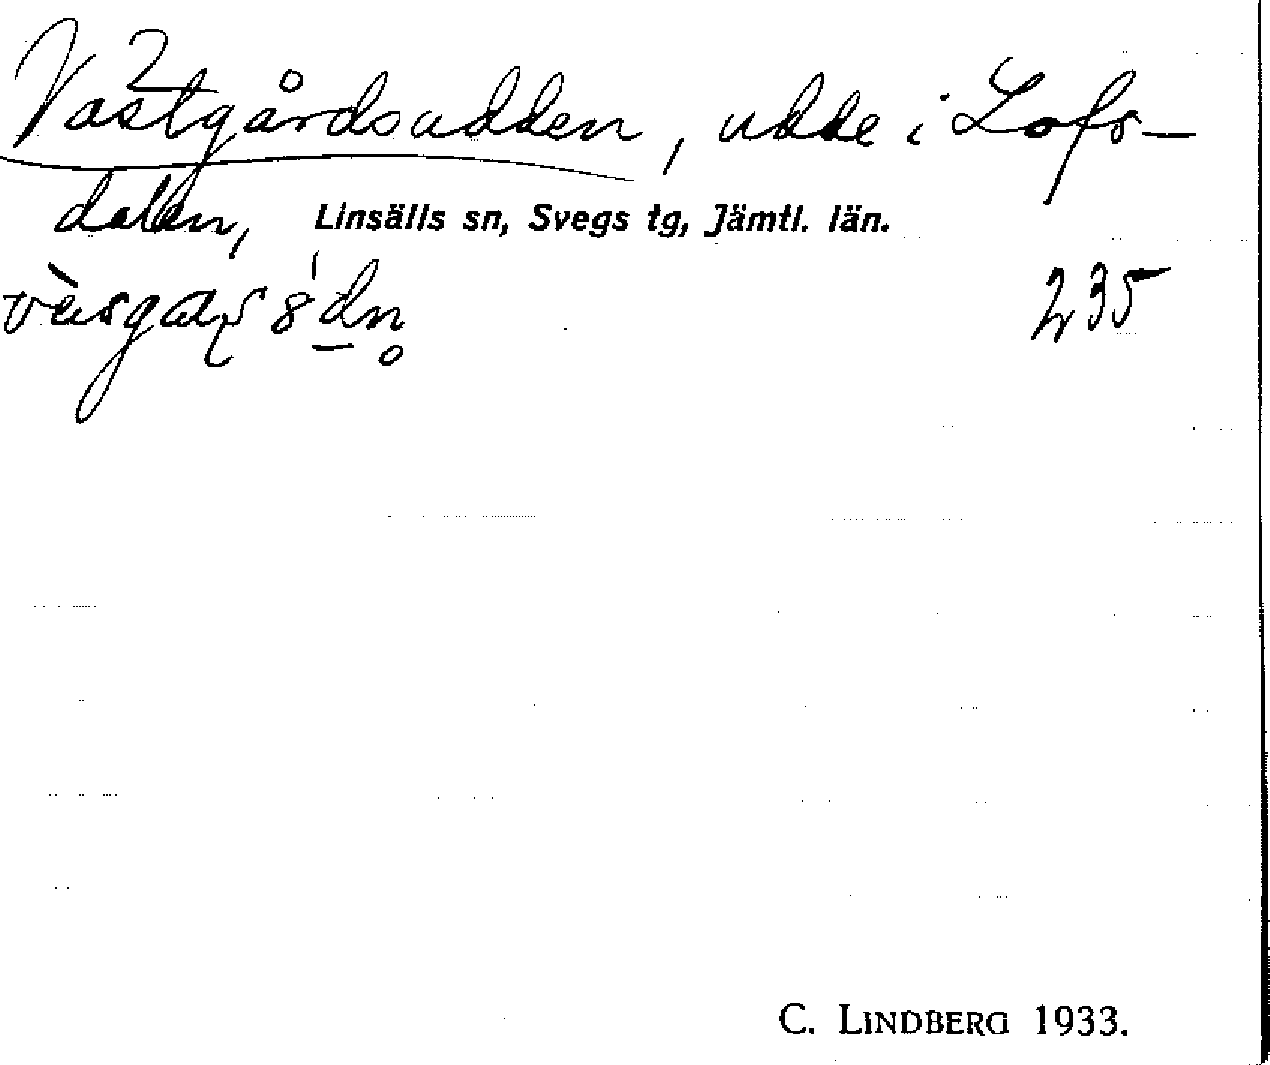 Västgårdsudden, udde i Lofs-
dalen, Linsälls sn, Svegs tg, Jämtl. län.
235
C. LINDBERG 1933.